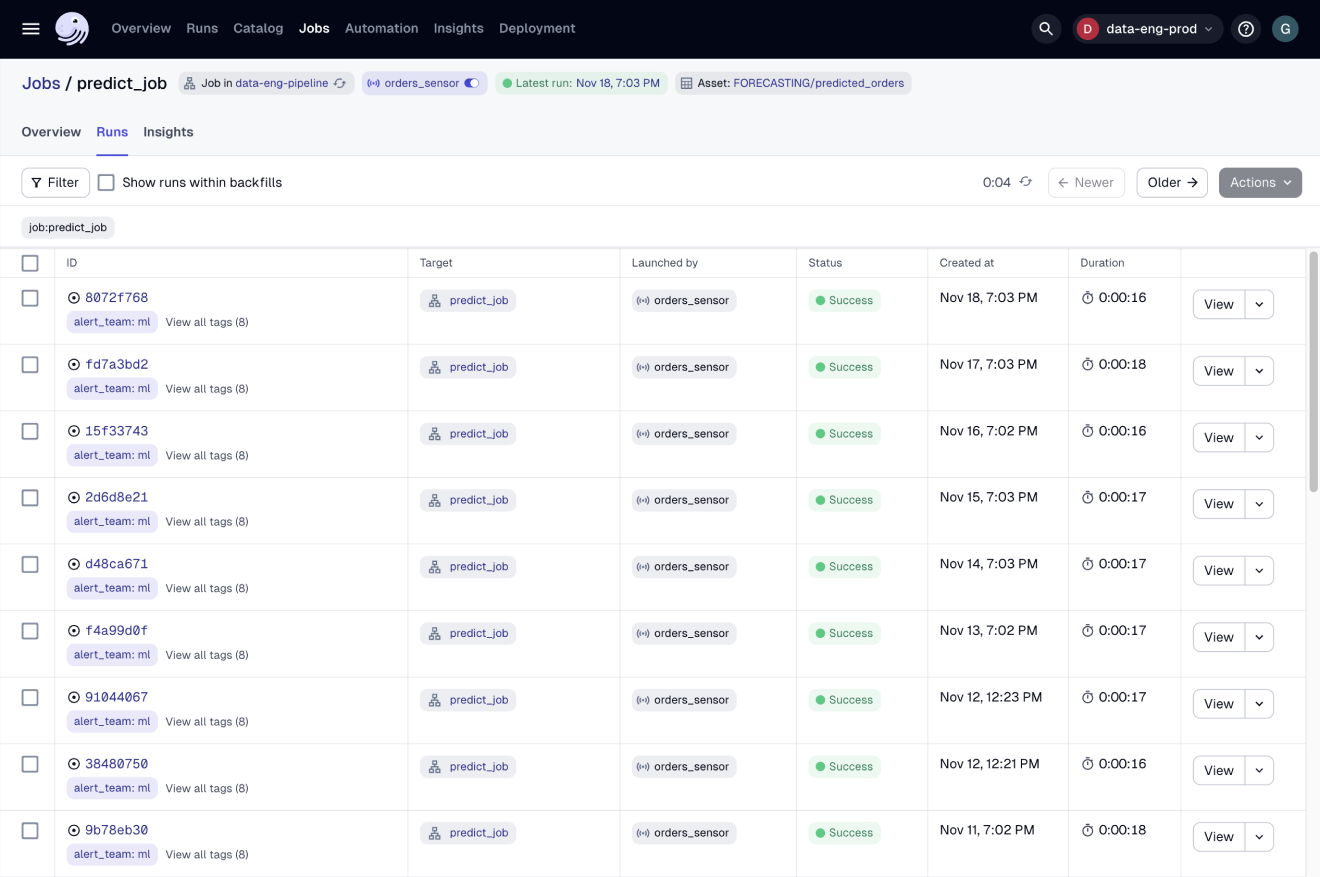 Overview Runs Catalog Jobs Automation Insights Deployment D data-eng-prod G
Jobs / predict_job Job in data-eng-pipeline orders_sensor Latest run: Nov 18, 7:03 PM Asset: FORECASTING/predicted_orders
Overview Runs Insights
Filter Show runs within backfills 0:04 Newer Older Actions
job:predict_job
ID Target Launched by Status Created at Duration
8072f768 predict_job orders_sensor Success Nov 18, 7:03 PM 0:00:16 View
alert_team: ml View all tags (8)
fd7a3bd2 predict_job orders_sensor Success Nov 17, 7:03 PM 0:00:18 View
alert_team: ml View all tags (8)
15f33743 predict_job orders_sensor Success Nov 16, 7:02 PM 0:00:16 View
alert_team: ml View all tags (8)
2d6d8e21 predict_job orders_sensor Success Nov 15, 7:03 PM 0:00:17 View
alert_team: ml View all tags (8)
d48ca671 predict_job orders_sensor Success Nov 14, 7:03 PM 0:00:17 View
alert_team: ml View all tags (8)
f4a99d0f predict_job orders_sensor Success Nov 13, 7:02 PM 0:00:17 View
alert_team: ml View all tags (8)
91044067 predict_job orders_sensor Success Nov 12, 12:23 PM 0:00:17 View
alert_team: ml View all tags (8)
38480750 predict_job orders_sensor Success Nov 12, 12:21 PM 0:00:16 View
alert_team: ml View all tags (8)
9b78eb30 predict_job orders_sensor Success Nov 11, 7:02 PM 0:00:18 View
alert_team: ml View all tags (8)